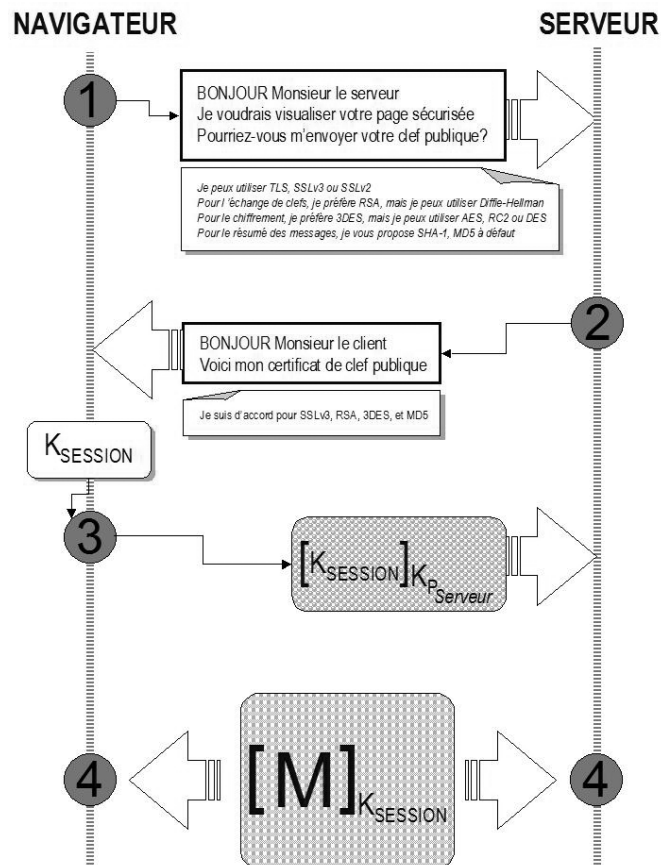 NAVIGATEUR
SERVEUR
1
BONJOUR Monsieur le serveur
Je voudrais visualiser votre page sécurisée
Pourriez-vous m'envoyer votre clef publique?
Je peux utiliser TLS, SSLv3 ou SSLv2
Pour l'échange de clefs, je préfère RSA, mais je peux utiliser Diffie-Hellman
Pour le chiffrement, je préfère 3DES, mais je peux utiliser AES, RC2 ou DES
Pour le résumé des messages, je vous propose SHA-1, MD5 à défaut
2
BONJOUR Monsieur le client
Voici mon certificat de clef publique
Je suis d'accord pour SSLv3, RSA, 3DES, et MD5
KSESSION
3
[KSESSION]KPServeur
4
[M]KSESSION
4